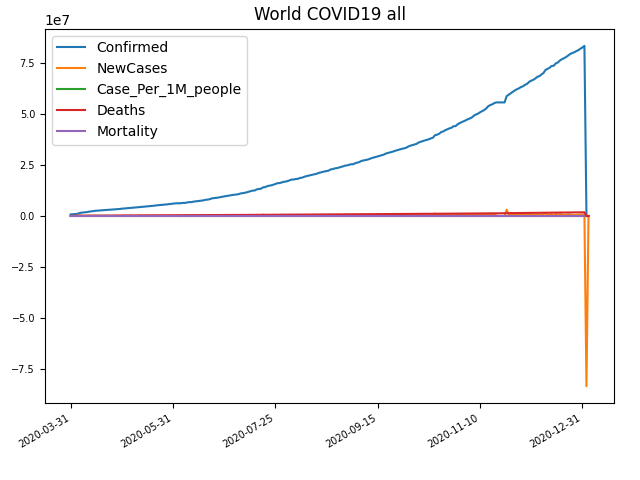 World COVID19 all
1e7
Confirmed
NewCases
Case_Per_1M_people
Deaths
Mortality
7.5
5.0
2.5
0.0
−2.5
−5.0
−7.5
2020-03-31
2020-05-31
2020-07-25
2020-09-15
2020-11-10
2020-12-31